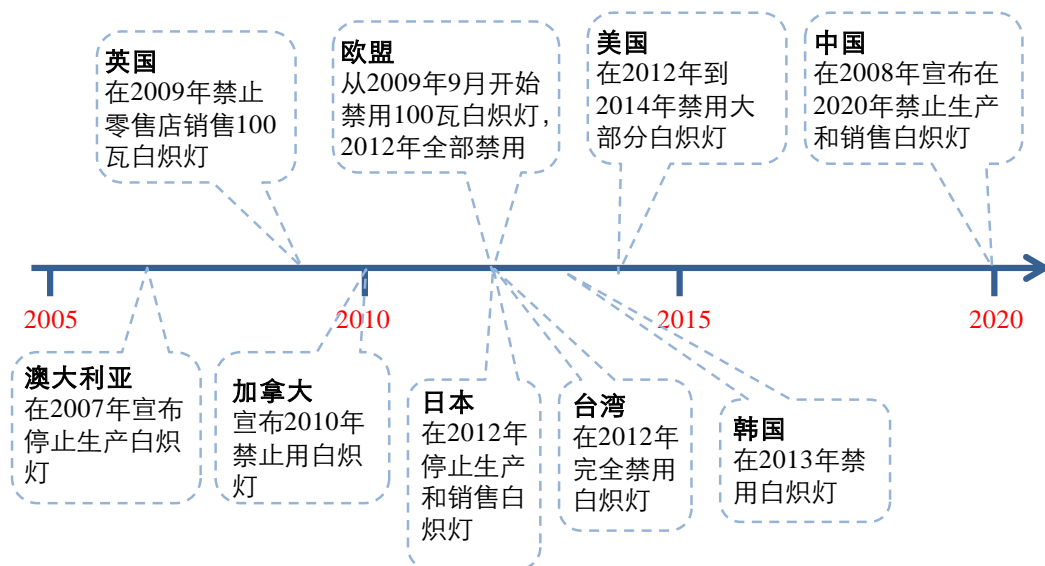 英国
在2009年禁止
零售店销售100
瓦白炽灯
欧盟
从2009年9月开始
禁用100瓦白炽灯，
2012年全部禁用
美国
在2012年到
2014年禁用大
部分白炽灯
中国
在2008年宣布在
2020年禁止生产
和销售白炽灯
2005
2010
2015
2020
澳大利亚
在2007年宣布
停止生产白炽
灯
加拿大
宣布2010年
禁止用白炽
灯
日本
在2012年
停止生产
和销售白
炽灯
台湾
在2012年
完全禁用
白炽灯
韩国
在2013年禁
用白炽灯